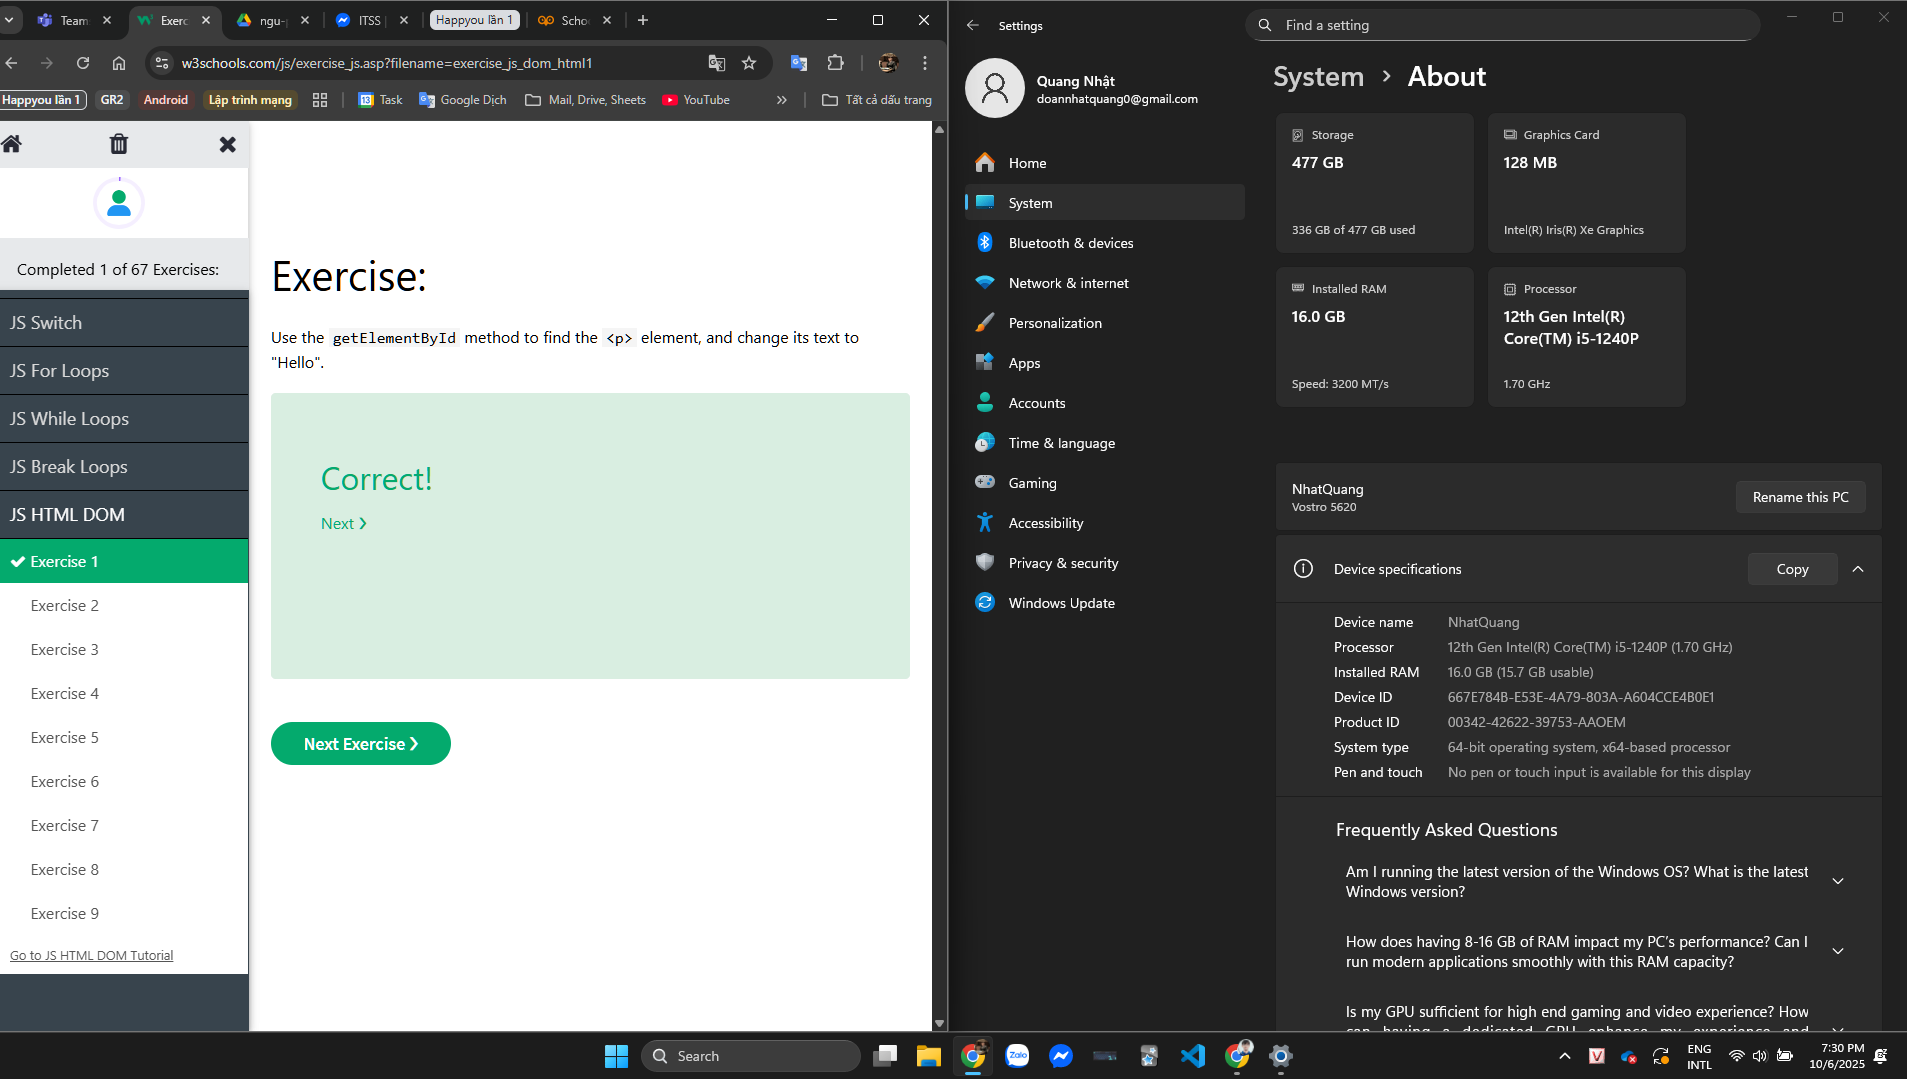 Teams
Exerc
ngu-
ITSS
Happyou lần 1
Schoo
w3schools.com/js/exercise_js.asp?filename=exercise_js_dom_html1
Happyou lần 1
GR2
Android
Lập trình mạng
Task
Google Dịch
Mail, Drive, Sheets
YouTube
Tất cả dấu trang
Completed 1 of 67 Exercises:
JS Switch
JS For Loops
JS While Loops
JS Break Loops
JS HTML DOM
Exercise 1
Exercise 2
Exercise 3
Exercise 4
Exercise 5
Exercise 6
Exercise 7
Exercise 8
Exercise 9
Go to JS HTML DOM Tutorial
Exercise:
Use the getElementById method to find the <p> element, and change its text to
"Hello".
Correct!
Next ❯
Next Exercise ❯
Settings
Find a setting
Quang Nhật
doannhatquang0@gmail.com
Home
System
Bluetooth & devices
Network & internet
Personalization
Apps
Accounts
Time & language
Gaming
Accessibility
Privacy & security
Windows Update
System › About
Storage
477 GB
336 GB of 477 GB used
Graphics Card
128 MB
Intel(R) Iris(R) Xe Graphics
Installed RAM
16.0 GB
Speed: 3200 MT/s
Processor
12th Gen Intel(R)
Core(TM) i5-1240P
1.70 GHz
NhatQuang
Vostro 5620
Rename this PC
Device specifications
Copy
Device name NhatQuang
Processor 12th Gen Intel(R) Core(TM) i5-1240P (1.70 GHz)
Installed RAM 16.0 GB (15.7 GB usable)
Device ID 667E784B-E53E-4A79-803A-A604CCE4B0E1
Product ID 00342-42622-39753-AAOEM
System type 64-bit operating system, x64-based processor
Pen and touch No pen or touch input is available for this display
Frequently Asked Questions
Am I running the latest version of the Windows OS? What is the latest
Windows version?
How does having 8-16 GB of RAM impact my PC's performance? Can I
run modern applications smoothly with this RAM capacity?
Is my GPU sufficient for high end gaming and video experience? How
can having a dedicated GPU enhance my experience and
Search
Zalo
ENG
INTL
7:30 PM
10/6/2025